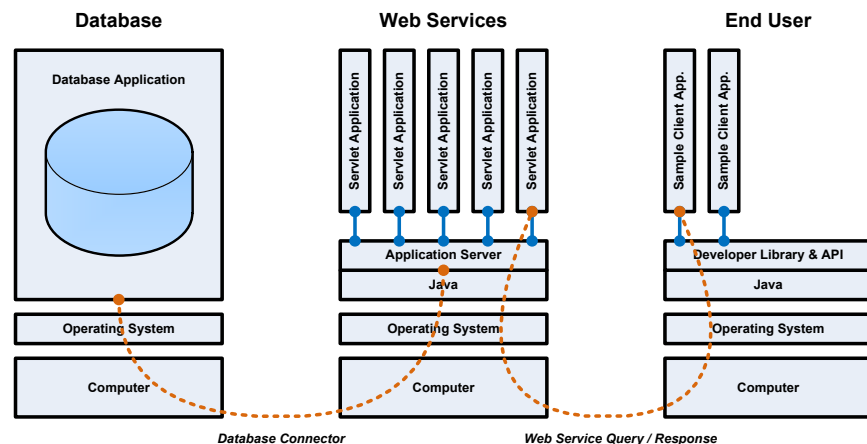 Database
Web Services
End User
Database Application
Servlet Application
Servlet Application
Servlet Application
Servlet Application
Servlet Application
Sample Client App.
Sample Client App.
Application Server
Developer Library & API
Java
Java
Operating System
Operating System
Operating System
Computer
Computer
Computer
Database Connector
Web Service Query / Response